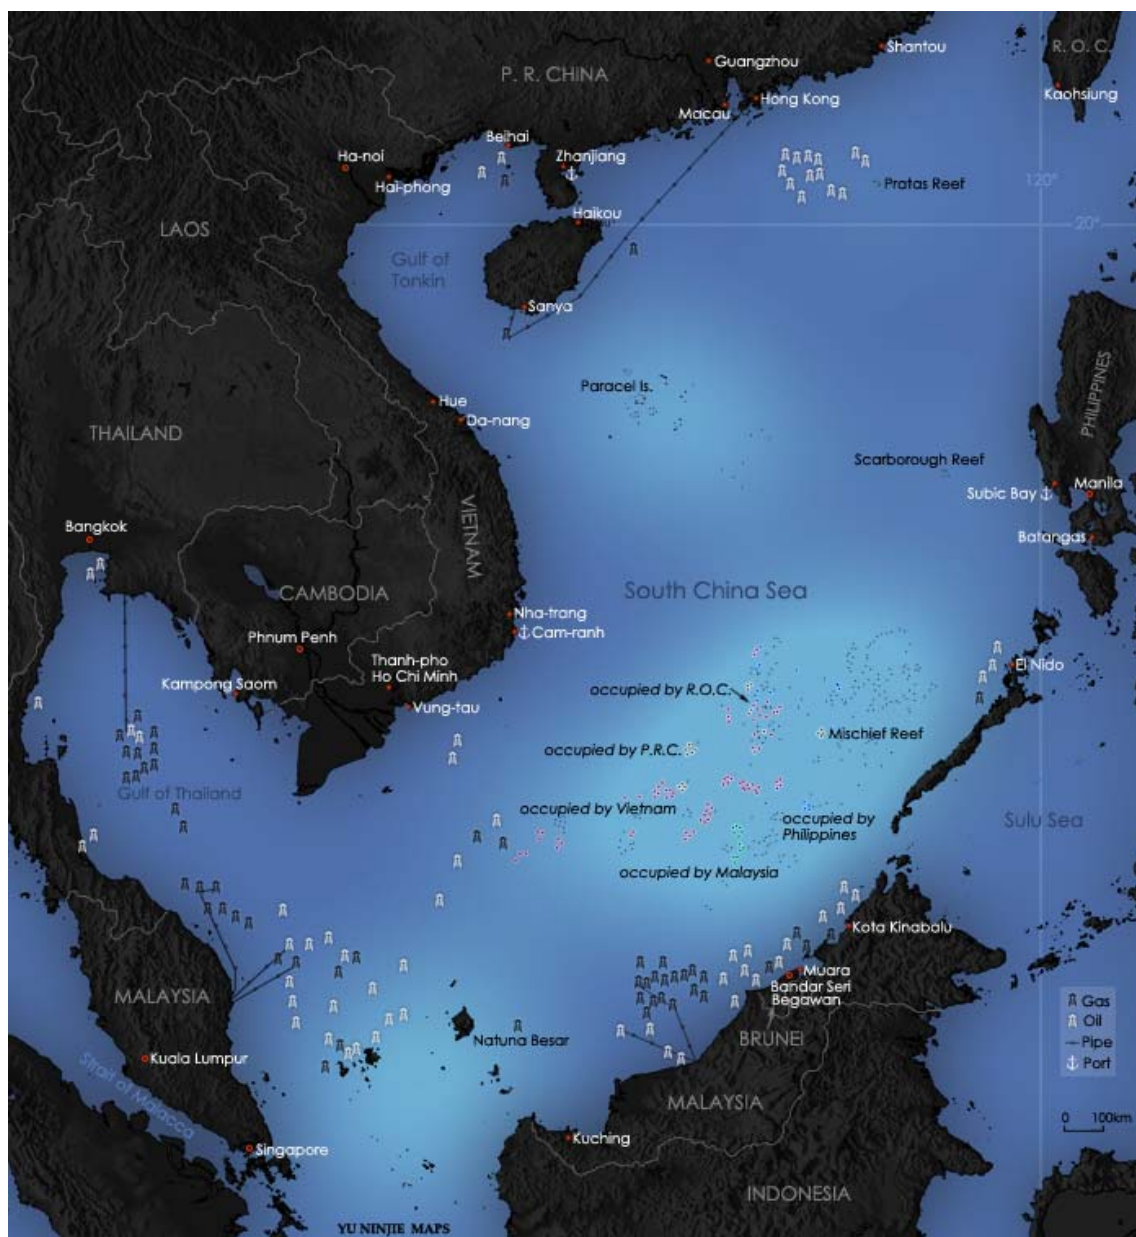 Shantou
R. O. C.
Guangzhou
P. R. CHINA
Kaohsiung
Hong Kong
Macau
Beihai
Ha-noi
Zhanjiang
Hai-phong
Pratas Reef
120°
Haikou
20°
LAOS
Gulf of
Tonkin
Sanya
Paracel Is.
PHILIPPINES
Hue
Da-nang
THAILAND
Scarborough Reef
Subic Bay
Manila
Bangkok
VIETNAM
Batangas
CAMBODIA
South China Sea
Nha-trang
Cam-ranh
Phnum Penh
Thanh-pho
Ho Chi Minh
El Nido
Kampong Saom
occupied by R.O.C.
Vung-tau
Mischief Reef
occupied by P.R.C.
Gulf of Thailand
occupied by Vietnam
occupied by
Philippines
Sulu Sea
occupied by Malaysia
Kota Kinabalu
Muara
Bandar Seri
Begawan
MALAYSIA
Natuna Besar
BRUNEI
Gas
Oil
Pipe
Port
Kuala Lumpur
Strait of Malacca
MALAYSIA
0 100km
Kuching
Singapore
INDONESIA
YU NINJIE MAPS